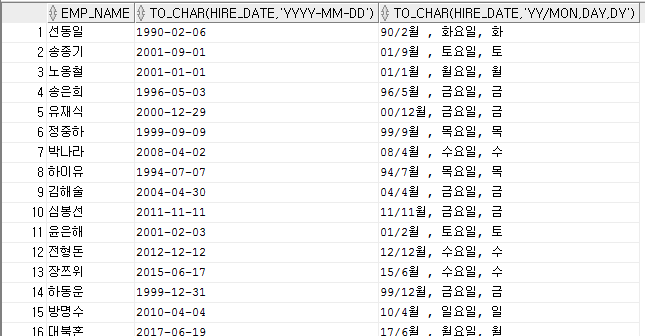 EMP_NAME TO_CHAR(HIRE_DATE,'YYYY-MM-DD') TO_CHAR(HIRE_DATE,'YY/MON,DAY,DY')
1 선동일 1990-02-06 90/2월 , 화요일, 화
2 송종기 2001-09-01 01/9월 , 토요일, 토
3 노옹철 2001-01-01 01/1월 , 월요일, 월
4 송은희 1996-05-03 96/5월 , 금요일, 금
5 유재식 2000-12-29 00/12월, 금요일, 금
6 정중하 1999-09-09 99/9월 , 목요일, 목
7 박나라 2008-04-02 08/4월 , 수요일, 수
8 하이유 1994-07-07 94/7월 , 목요일, 목
9 김해술 2004-04-30 04/4월 , 금요일, 금
10 심봉선 2011-11-11 11/11월, 금요일, 금
11 윤은해 2001-02-03 01/2월 , 토요일, 토
12 전형돈 2012-12-12 12/12월, 수요일, 수
13 장쯔위 2015-06-17 15/6월 , 수요일, 수
14 하동운 1999-12-31 99/12월, 금요일, 금
15 방명수 2010-04-04 10/4월 , 일요일, 일
16 대북혼 2017-06-19 17/6월 , 월요일, 월